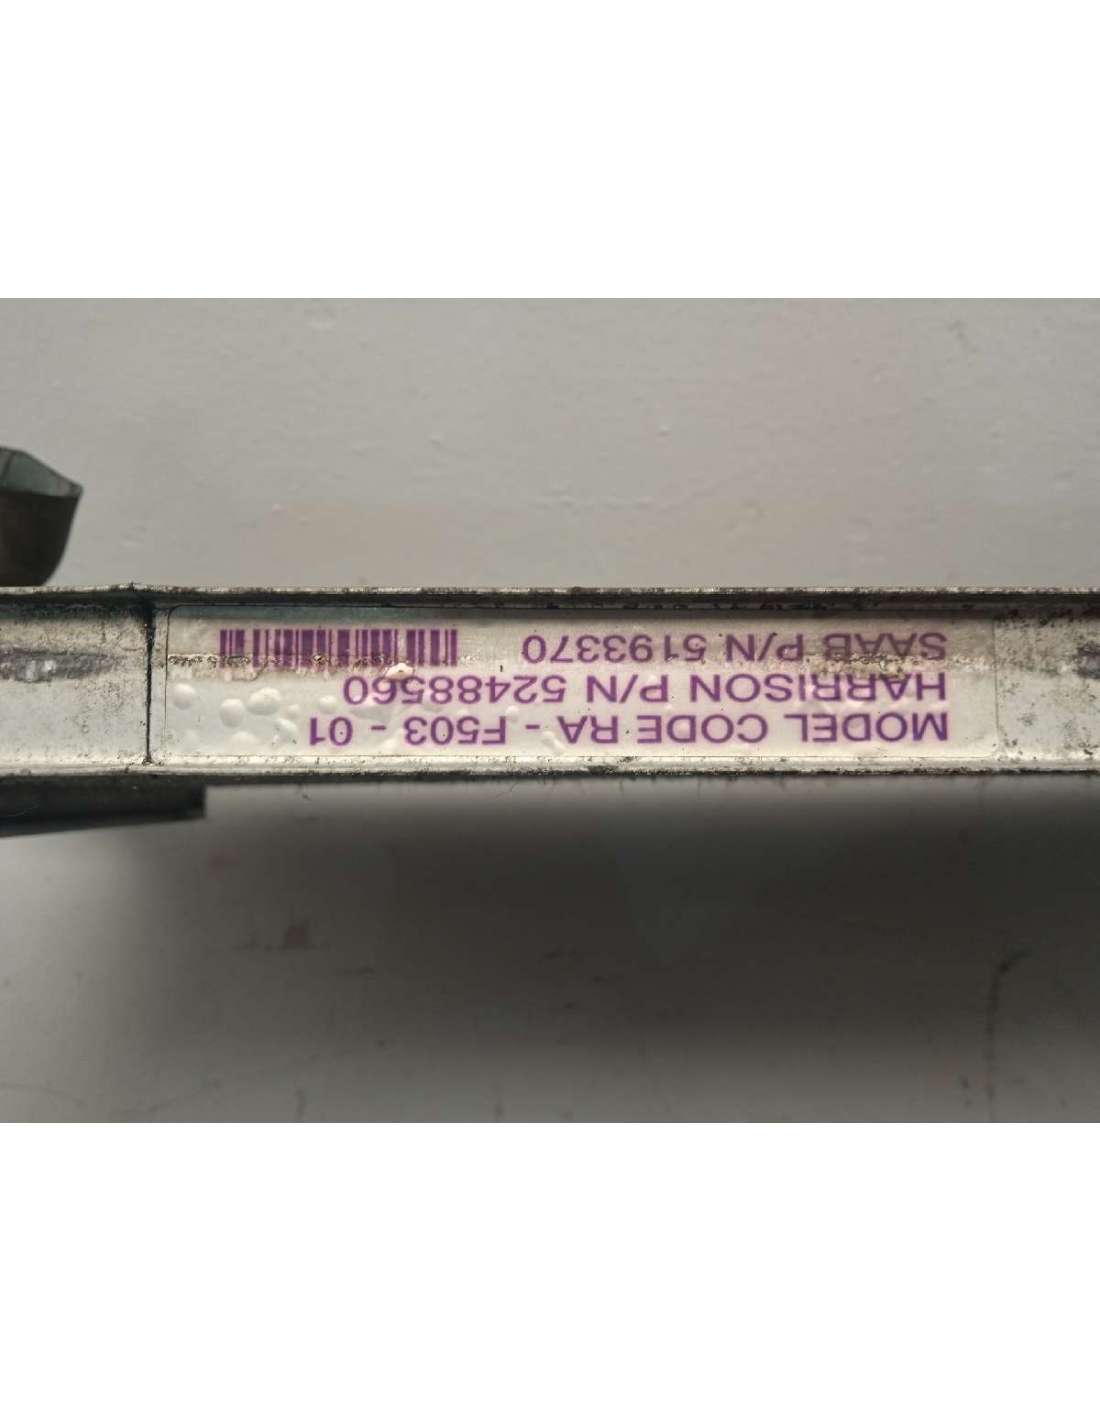 MODEL CODE RA - F503 - 01
HARRISON P/N 52488560
SAAB P/N 5193370